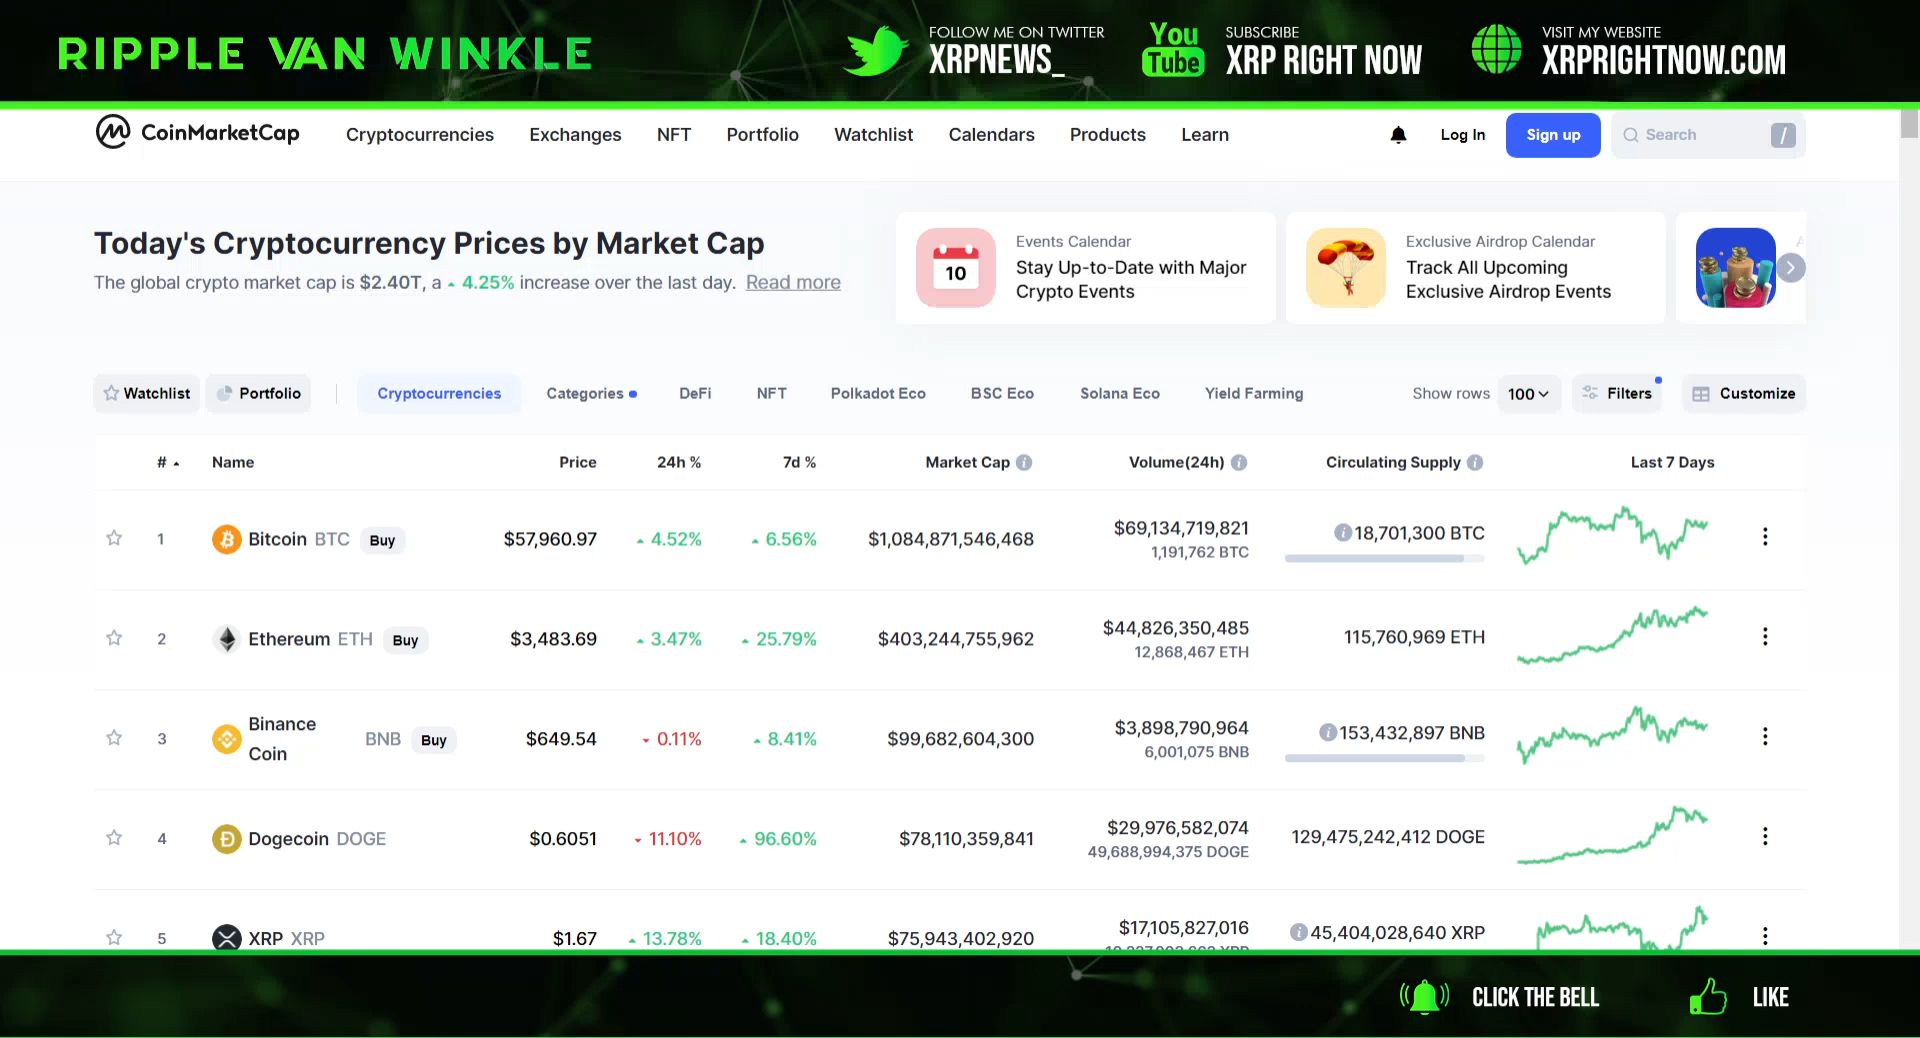 RIPPLE VAN WINKLE
FOLLOW ME ON TWITTER
XRPNEWS_
You
Tube
SUBSCRIBE
XRP RIGHT NOW
VISIT MY WEBSITE
XRPRIGHTNOW.COM
CoinMarketCap Cryptocurrencies Exchanges NFT Portfolio Watchlist Calendars Products Learn Log In Sign up Search /
Today's Cryptocurrency Prices by Market Cap
The global crypto market cap is $2.40T, a 4.25% increase over the last day. Read more
10
Events Calendar
Stay Up-to-Date with Major
Crypto Events
Exclusive Airdrop Calendar
Track All Upcoming
Exclusive Airdrop Events
Watchlist Portfolio Cryptocurrencies Categories DeFi NFT Polkadot Eco BSC Eco Solana Eco Yield Farming Show rows 100 Filters Customize
# Name Price 24h % 7d % Market Cap Volume(24h) Circulating Supply Last 7 Days
1 Bitcoin BTC Buy $57,960.97 4.52% 6.56% $1,084,871,546,468 $69,134,719,821 18,701,300 BTC
1,191,762 BTC
2 Ethereum ETH Buy $3,483.69 3.47% 25.79% $403,244,755,962 $44,826,350,485 115,760,969 ETH
12,868,467 ETH
3 Binance Coin BNB Buy $649.54 0.11% 8.41% $99,682,604,300 $3,898,790,964 153,432,897 BNB
6,001,075 BNB
4 Dogecoin DOGE $0.6051 11.10% 96.60% $78,110,359,841 $29,976,582,074 129,475,242,412 DOGE
49,688,994,375 DOGE
5 XRP XRP $1.67 13.78% 18.40% $75,943,402,920 $17,105,827,016 45,404,028,640 XRP
CLICK THE BELL
LIKE